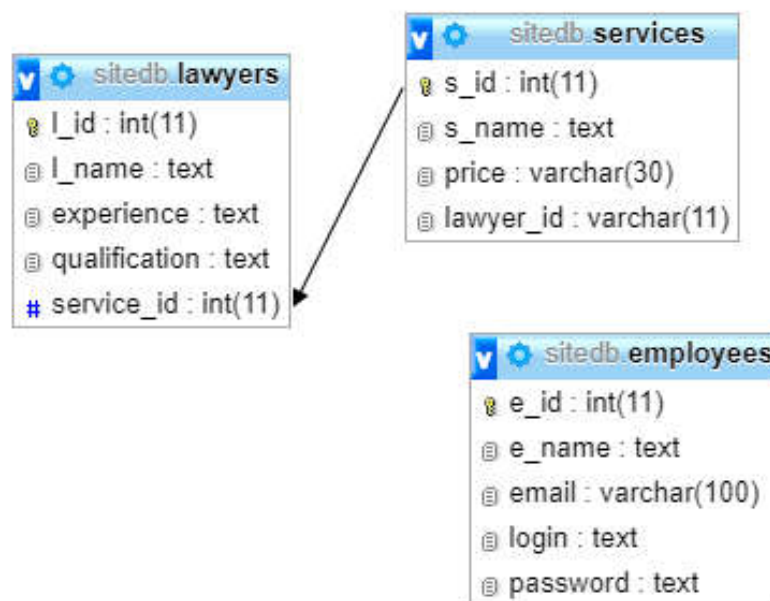 sitedb.lawyers
l_id : int(11)
l_name : text
experience : text
qualification : text
# service_id : int(11)
sitedb.services
s_id : int(11)
s_name : text
price : varchar(30)
lawyer_id : varchar(11)
sitedb.employees
e_id : int(11)
e_name : text
email : varchar(100)
login : text
password : text